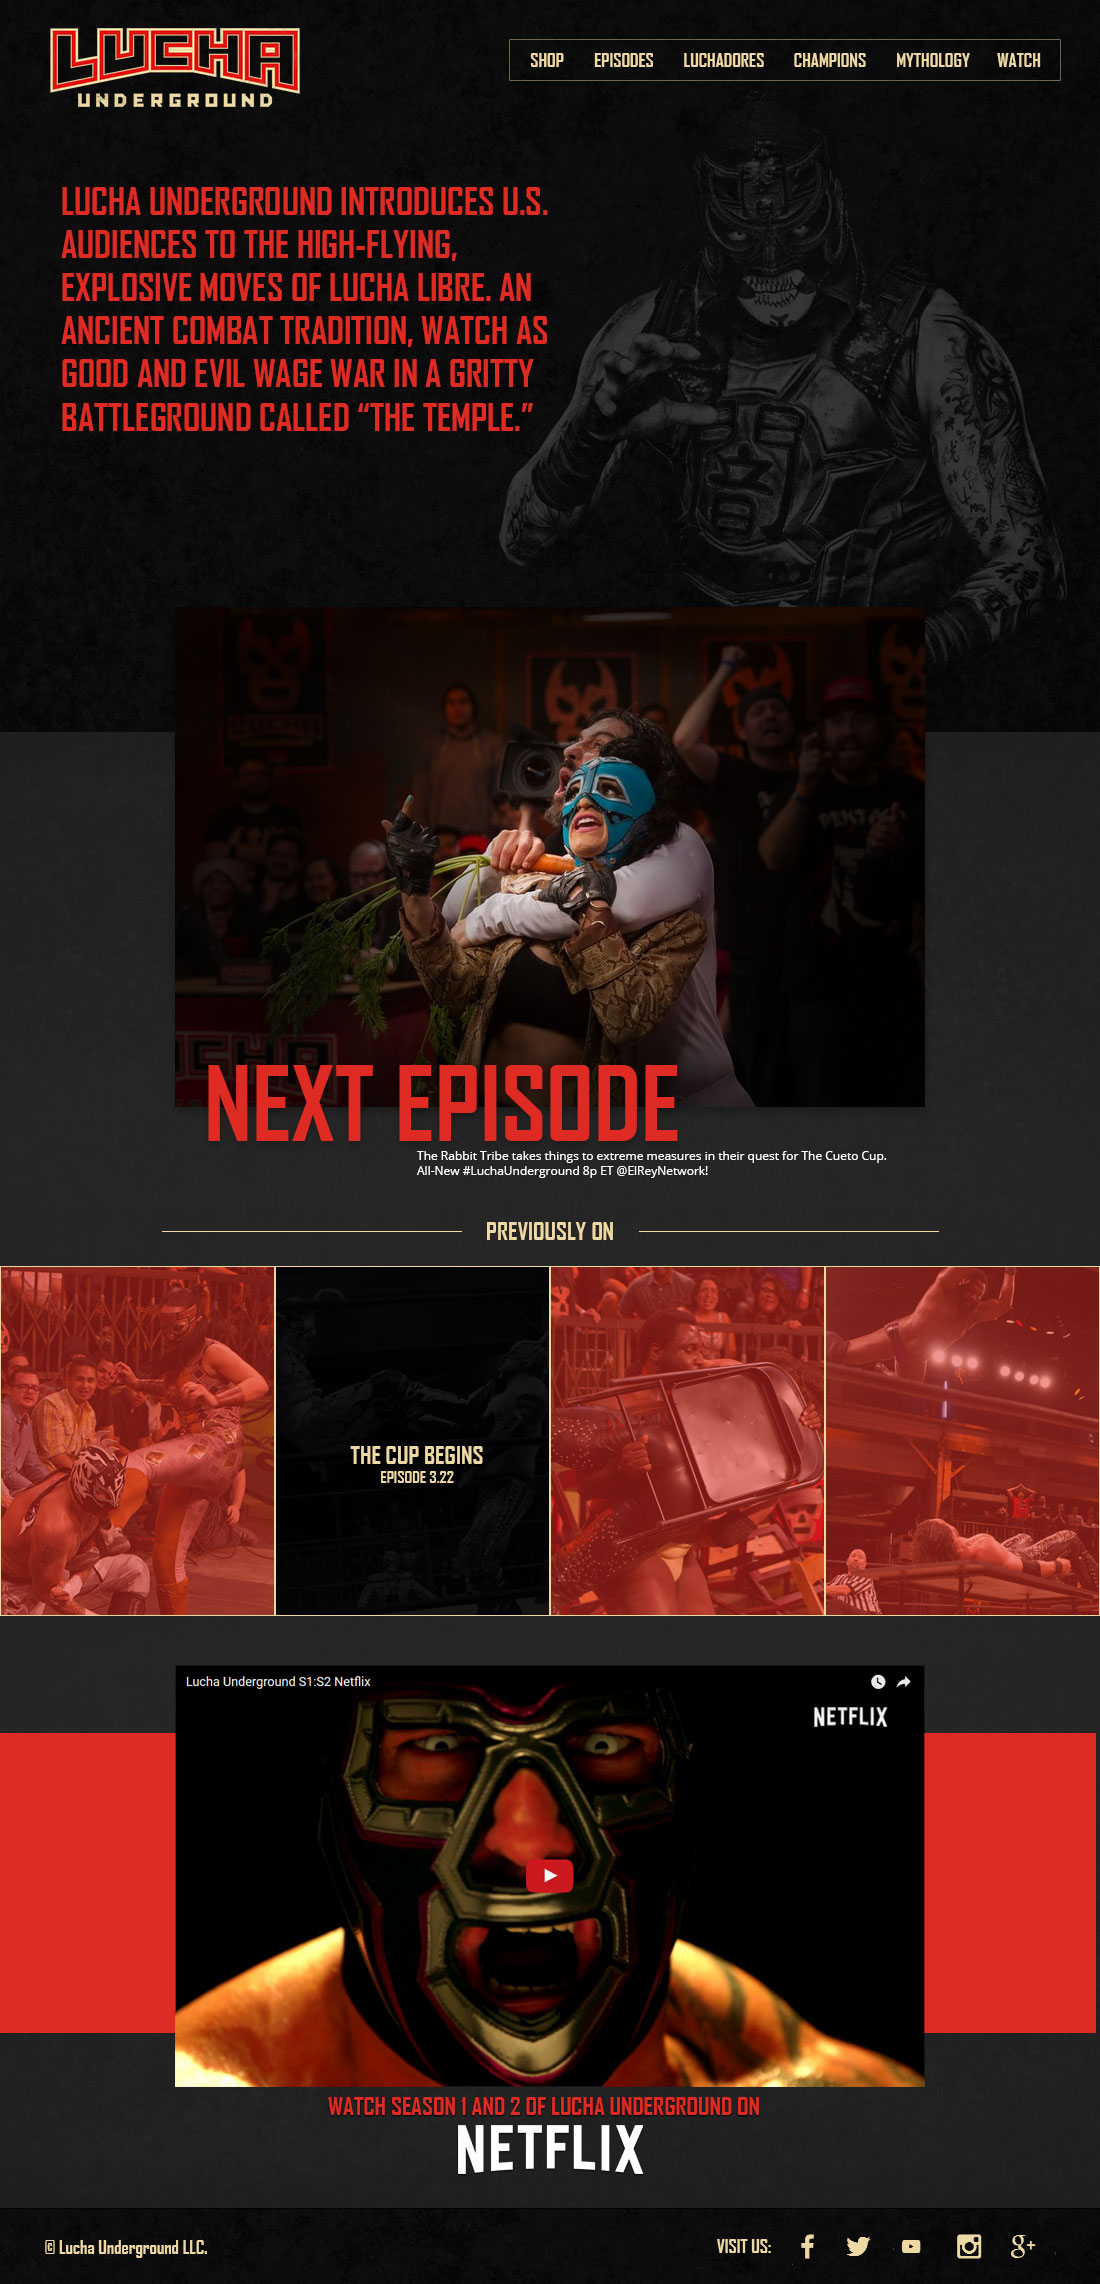 LUCHA
UNDERGROUND
SHOP EPISODES LUCHADORES CHAMPIONS MYTHOLOGY WATCH
LUCHA UNDERGROUND INTRODUCES U.S.
AUDIENCES TO THE HIGH-FLYING,
EXPLOSIVE MOVES OF LUCHA LIBRE. AN
ANCIENT COMBAT TRADITION, WATCH AS
GOOD AND EVIL WAGE WAR IN A GRITTY
BATTLEGROUND CALLED “THE TEMPLE.”
LUCHA
UNDERGROUND
LUCHA
NEXT EPISODE
The Rabbit Tribe takes things to extreme measures in their quest for The Cueto Cup.
All-New #LuchaUnderground 8p ET @ElReyNetwork!
PREVIOUSLY ON
THE CUP BEGINS
EPISODE 3.22
Lucha Underground S1:S2 Netflix
NETFLIX
WATCH SEASON 1 AND 2 OF LUCHA UNDERGROUND ON
NETFLIX
© Lucha Underground LLC.
VISIT US:
g+